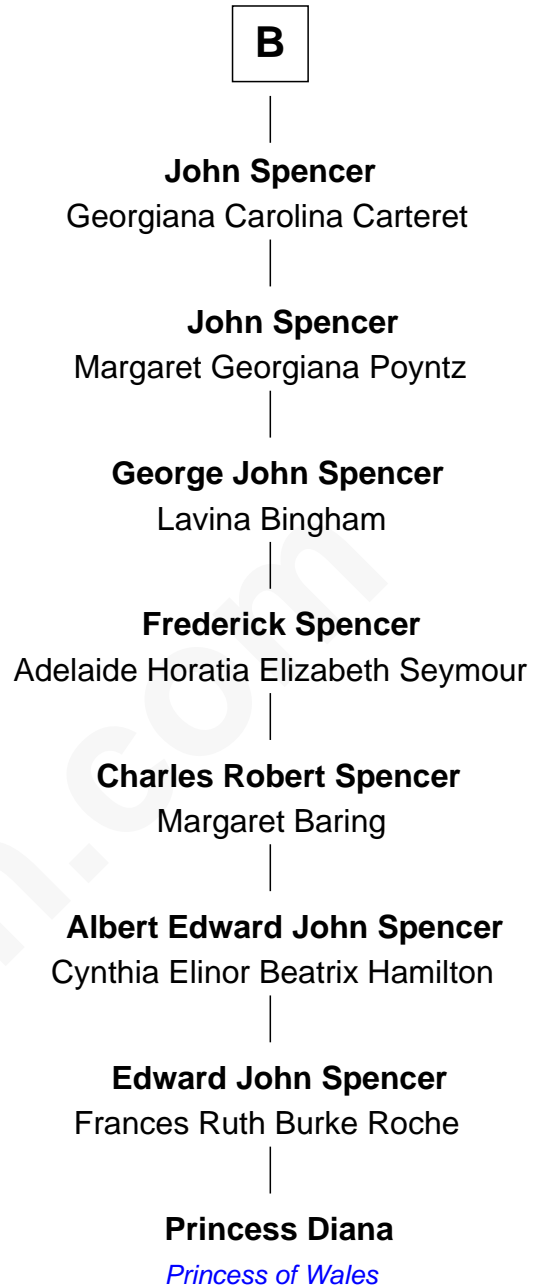 B
John Spencer
Georgiana Carolina Carteret
John Spencer
Margaret Georgiana Poyntz
George John Spencer
Lavina Bingham
Frederick Spencer
Adelaide Horatia Elizabeth Seymour
Charles Robert Spencer
Margaret Baring
Albert Edward John Spencer
Cynthia Elinor Beatrix Hamilton
Edward John Spencer
Frances Ruth Burke Roche
Princess Diana
Princess of Wales